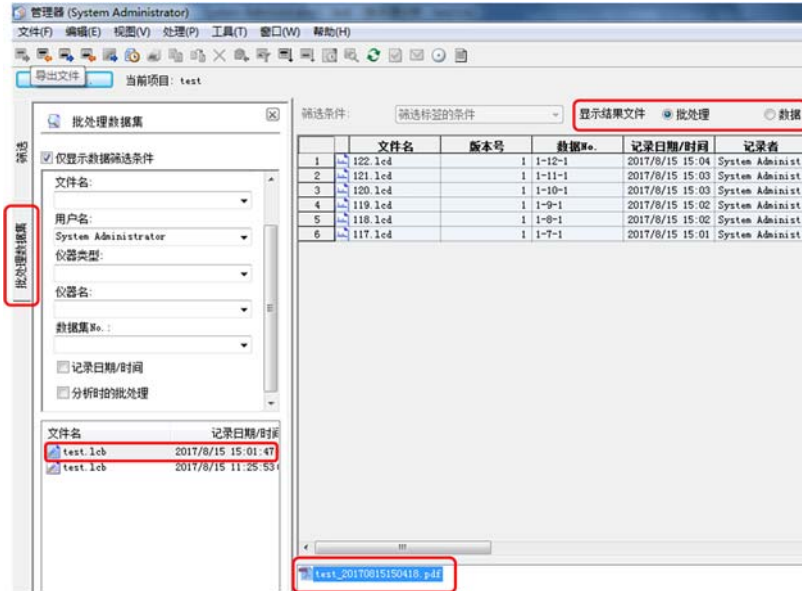 管理器 (System Administrator)
文件(F) 编辑(E) 视图(V) 处理(P) 工具(T) 窗口(W) 帮助(H)
导出文件 当前项目: test
批处理数据集
筛选
批处理数据集
仅显示数据筛选条件
文件名:
用户名:
System Administrator
仪器类型:
仪器名:
数据集No.:
记录日期/时间
分析时的批处理
文件名 记录日期/时间
test.lcb 2017/8/15 15:01:47
test.lcb 2017/8/15 11:25:53
筛选条件: 筛选标签的条件 显示结果文件 批处理 数据
文件名 版本号 数据No. 记录日期/时间 记录者
1 122.lcd 1 1-12-1 2017/8/15 15:04 System Administ
2 121.lcd 1 1-11-1 2017/8/15 15:03 System Administ
3 120.lcd 1 1-10-1 2017/8/15 15:03 System Administ
4 119.lcd 1 1-9-1 2017/8/15 15:02 System Administ
5 118.lcd 1 1-8-1 2017/8/15 15:02 System Administ
6 117.lcd 1 1-7-1 2017/8/15 15:01 System Administ
test_20170815150418.pdf